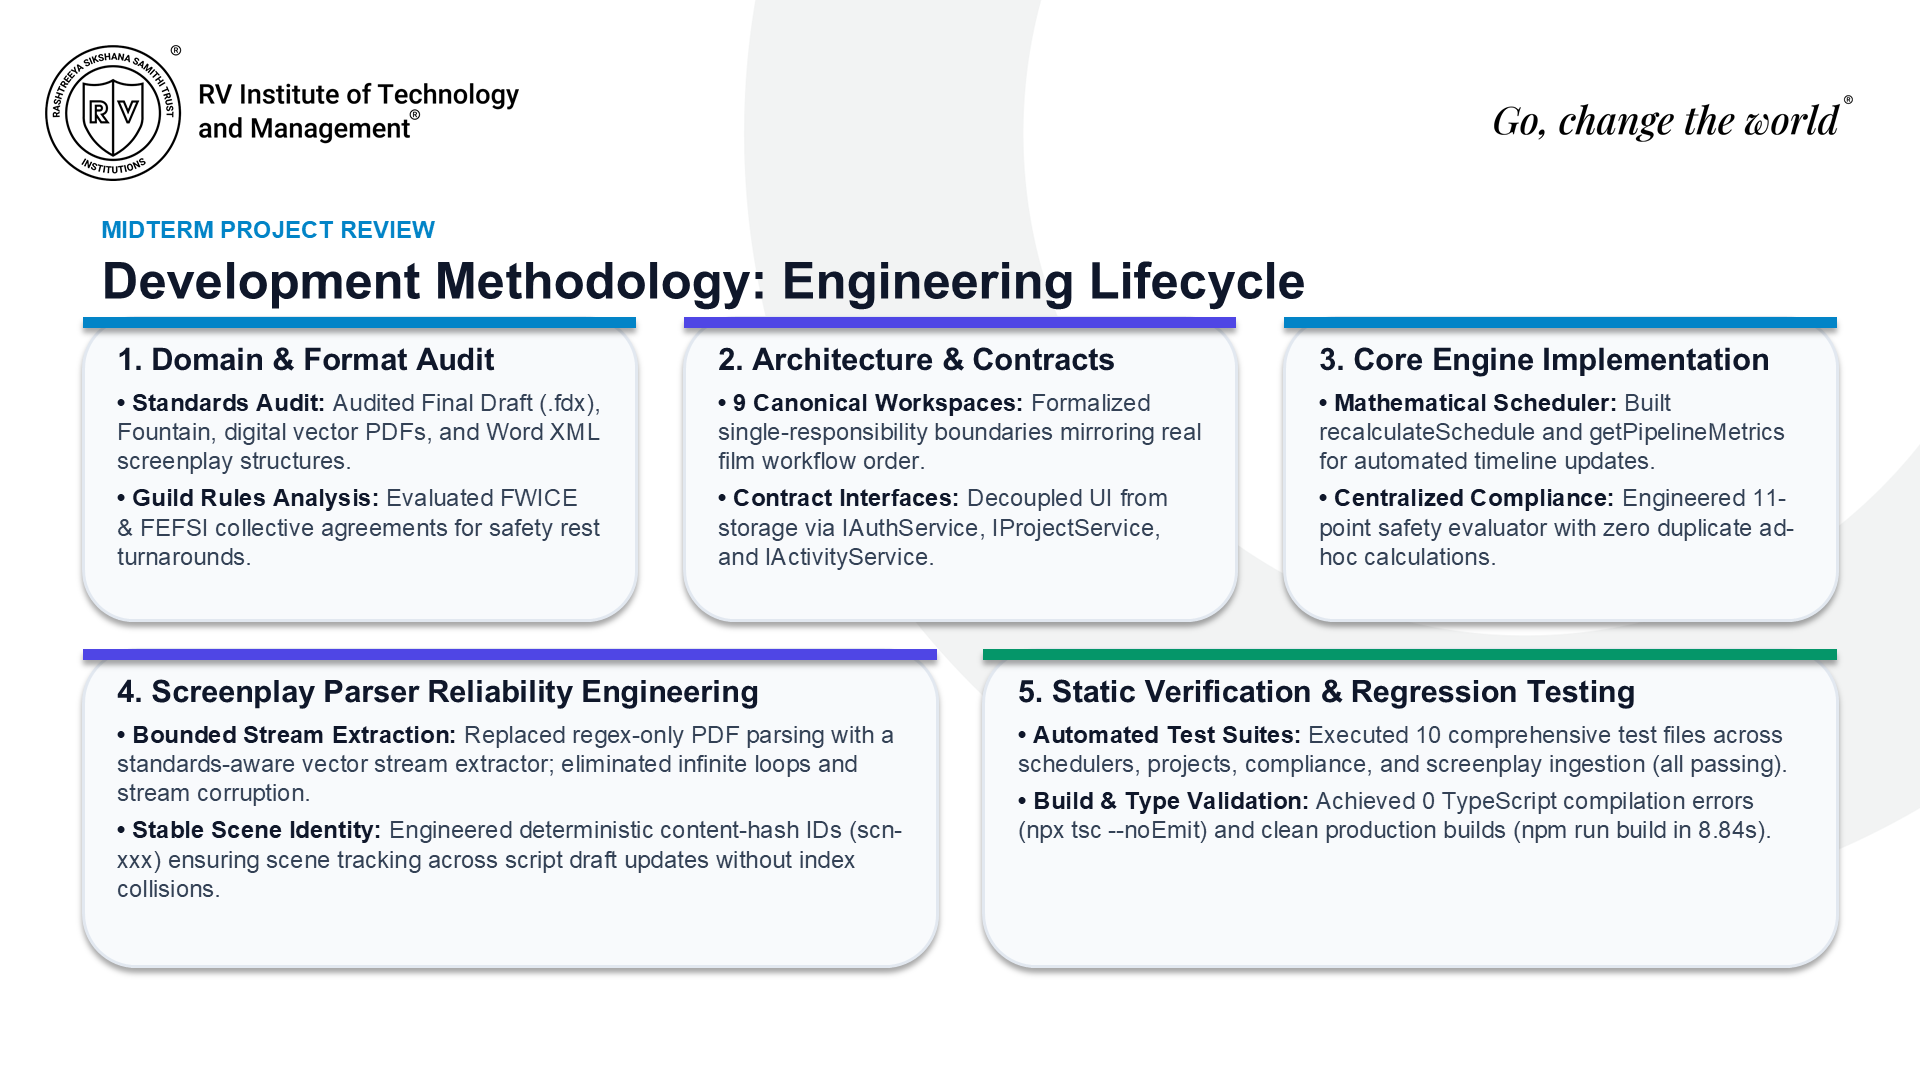 RASHTREEYA SIKSHANA SAMITHI TRUST
®
RV
INSTITUTIONS
RV Institute of Technology
and Management®
Go, change the world®
MIDTERM PROJECT REVIEW
Development Methodology: Engineering Lifecycle
1. Domain & Format Audit
• Standards Audit: Audited Final Draft (.fdx),
Fountain, digital vector PDFs, and Word XML
screenplay structures.
• Guild Rules Analysis: Evaluated FWICE
& FEFSI collective agreements for safety rest
turnarounds.
2. Architecture & Contracts
• 9 Canonical Workspaces: Formalized
single-responsibility boundaries mirroring real
film workflow order.
• Contract Interfaces: Decoupled UI from
storage via IAuthService, IProjectService,
and IActivityService.
3. Core Engine Implementation
• Mathematical Scheduler: Built
recalculateSchedule and getPipelineMetrics
for automated timeline updates.
• Centralized Compliance: Engineered 11-
point safety evaluator with zero duplicate ad-
hoc calculations.
4. Screenplay Parser Reliability Engineering
• Bounded Stream Extraction: Replaced regex-only PDF parsing with a
standards-aware vector stream extractor; eliminated infinite loops and
stream corruption.
• Stable Scene Identity: Engineered deterministic content-hash IDs (scn-
xxx) ensuring scene tracking across script draft updates without index
collisions.
5. Static Verification & Regression Testing
• Automated Test Suites: Executed 10 comprehensive test files across
schedulers, projects, compliance, and screenplay ingestion (all passing).
• Build & Type Validation: Achieved 0 TypeScript compilation errors
(npx tsc --noEmit) and clean production builds (npm run build in 8.84s).